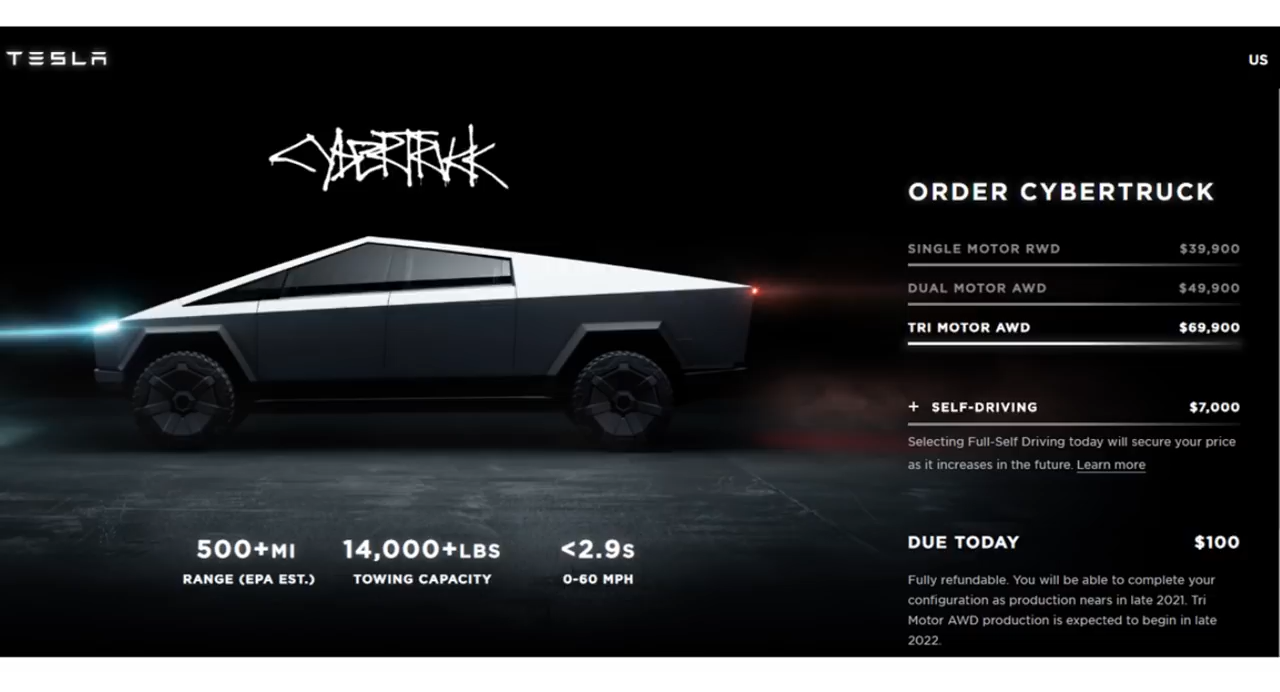 TESLA
US
CYBERTRUCK
ORDER CYBERTRUCK
SINGLE MOTOR RWD $39,900
DUAL MOTOR AWD $49,900
TRI MOTOR AWD $69,900
+ SELF-DRIVING $7,000
Selecting Full-Self Driving today will secure your price
as it increases in the future. Learn more
500+MI 14,000+LBS <2.9S
RANGE (EPA EST.) TOWING CAPACITY 0-60 MPH
DUE TODAY $100
Fully refundable. You will be able to complete your
configuration as production nears in late 2021. Tri
Motor AWD production is expected to begin in late
2022.